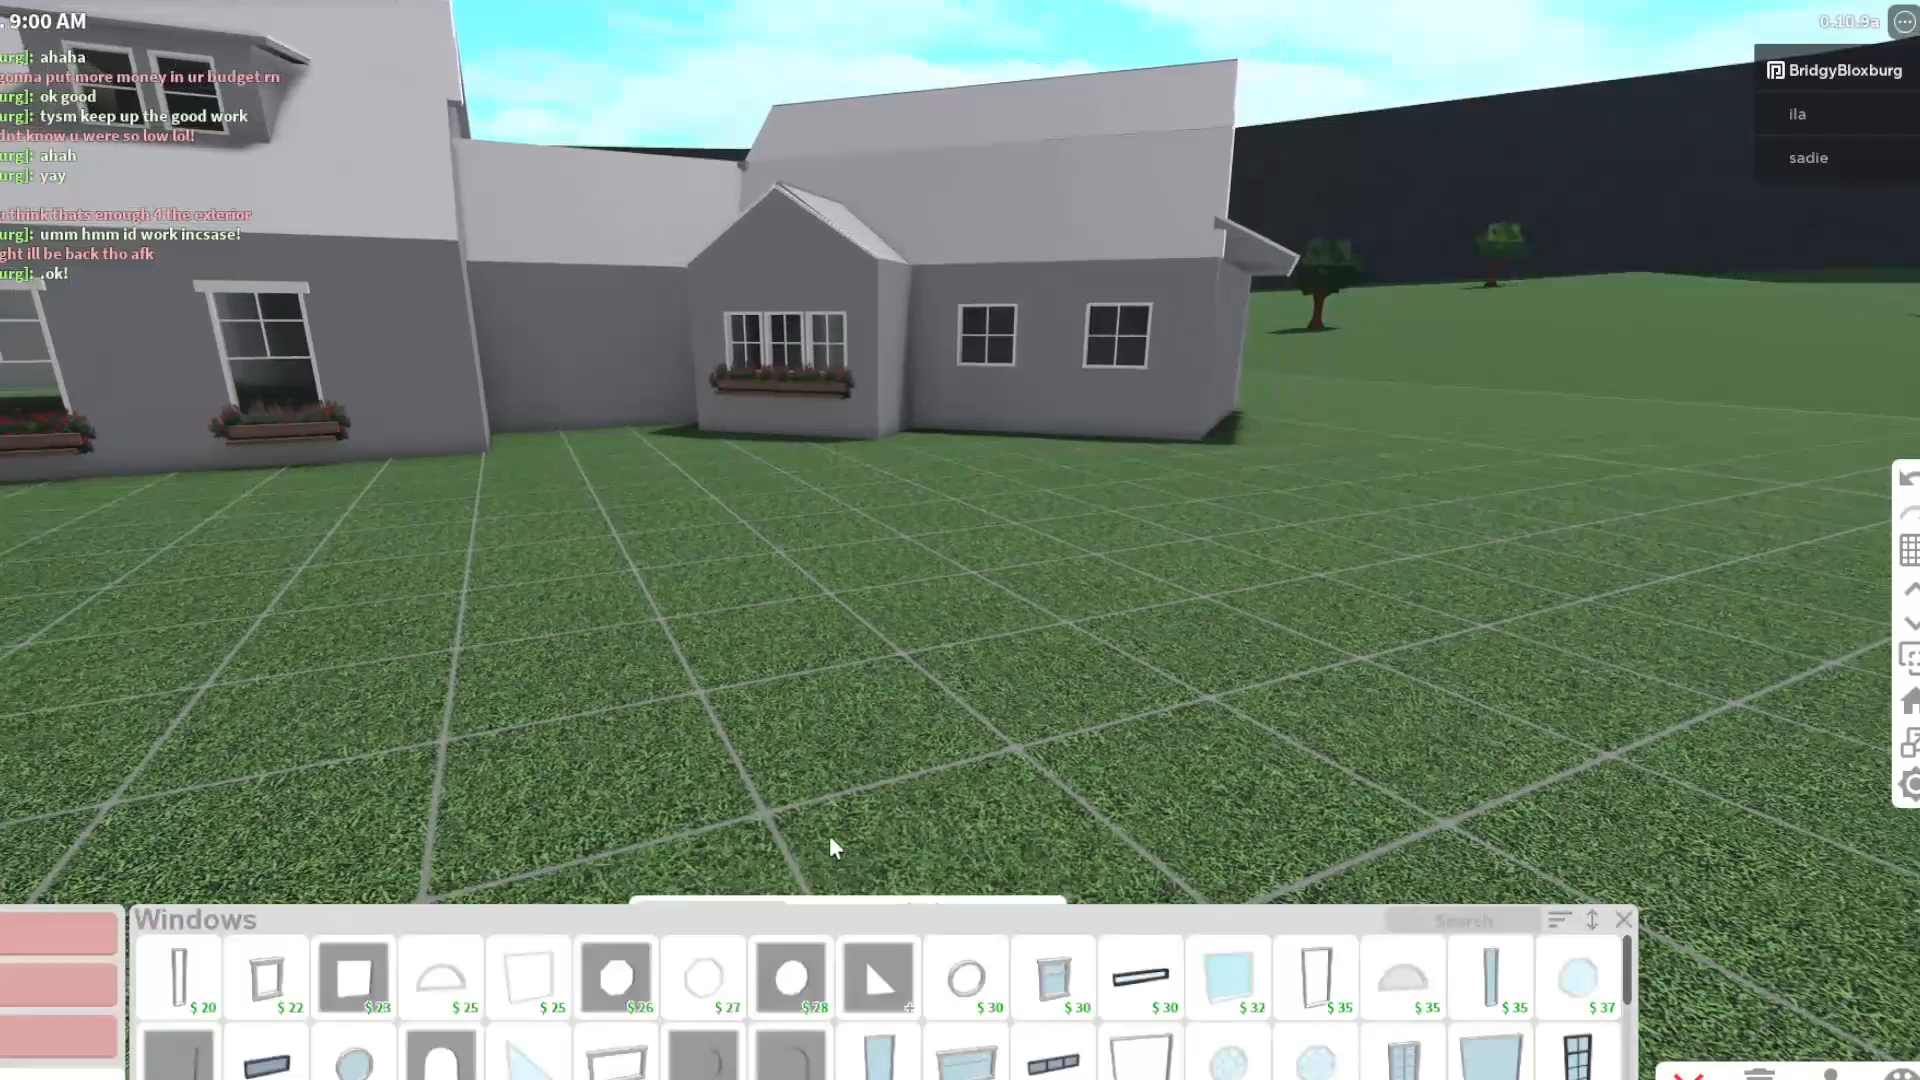 . 9:00 AM
0.10.9a
urg]: ahaha
gonna put more money in ur budget rn
urg]: ok good
urg]: tysm keep up the good work
dnt know u were so low lol!
urg]: ahah
urg]: yay
u think thats enough 4 the exterior
urg]: umm hmm id work incsase!
ght ill be back tho afk
urg]: .ok!
BridgyBloxburg
ila
sadie
Windows
Search
$ 20
$ 22
$ 23
$ 25
$ 25
$ 26
$ 27
$ 28
$ 30
$ 30
$ 30
$ 32
$ 35
$ 35
$ 35
$ 37